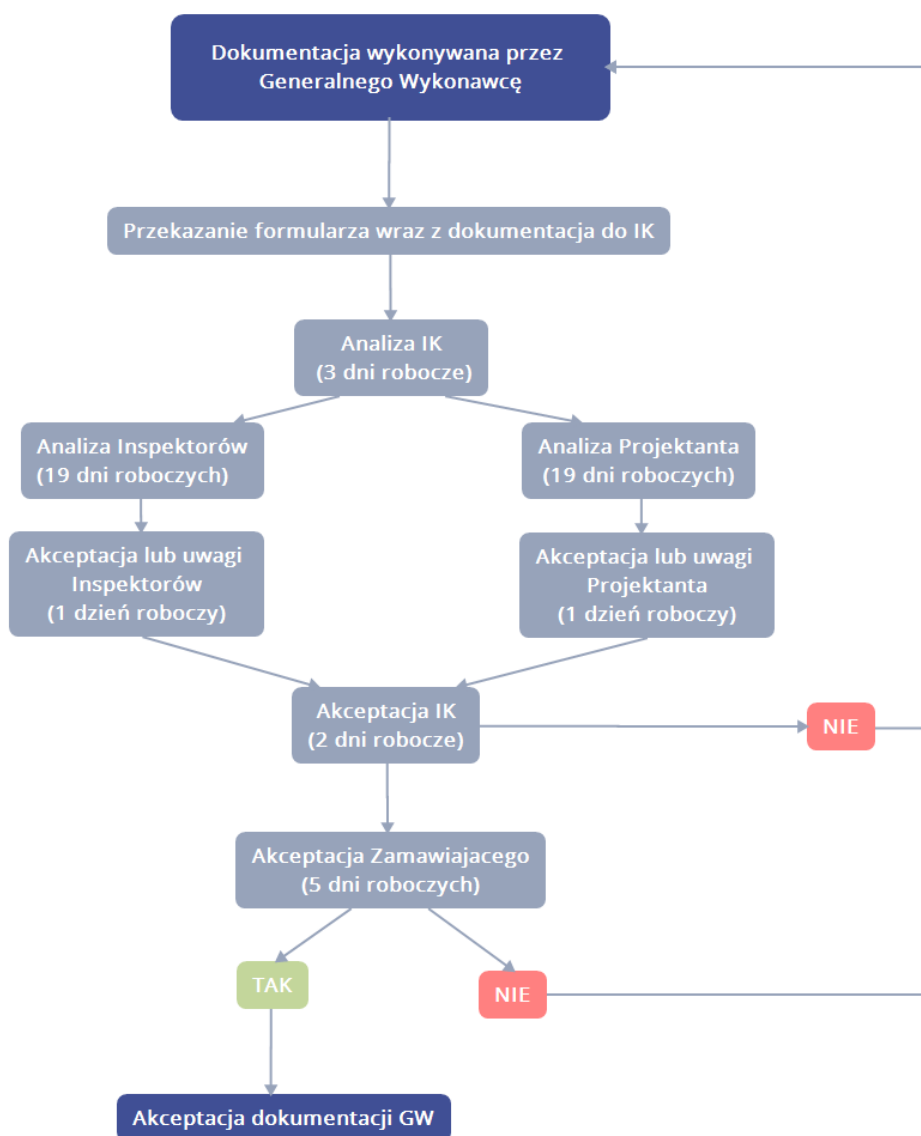 Dokumentacja wykonywana przez
Generalnego Wykonawcę
Przekazanie formularza wraz z dokumentacja do IK
Analiza IK
(3 dni robocze)
Analiza Inspektorów
(19 dni roboczych)
Analiza Projektanta
(19 dni roboczych)
Akceptacja lub uwagi
Inspektorów
(1 dzień roboczy)
Akceptacja lub uwagi
Projektanta
(1 dzień roboczy)
Akceptacja IK
(2 dni robocze)
NIE
Akceptacja Zamawiajacego
(5 dni roboczych)
TAK
NIE
Akceptacja dokumentacji GW